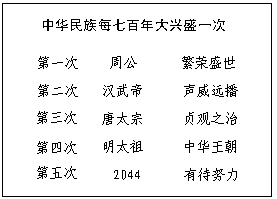 中华民族每七百年大兴盛一次
第一次 周公 繁荣盛世
第二次 汉武帝 声威远播
第三次 唐太宗 贞观之治
第四次 明太祖 中华王朝
第五次 2044 有待努力